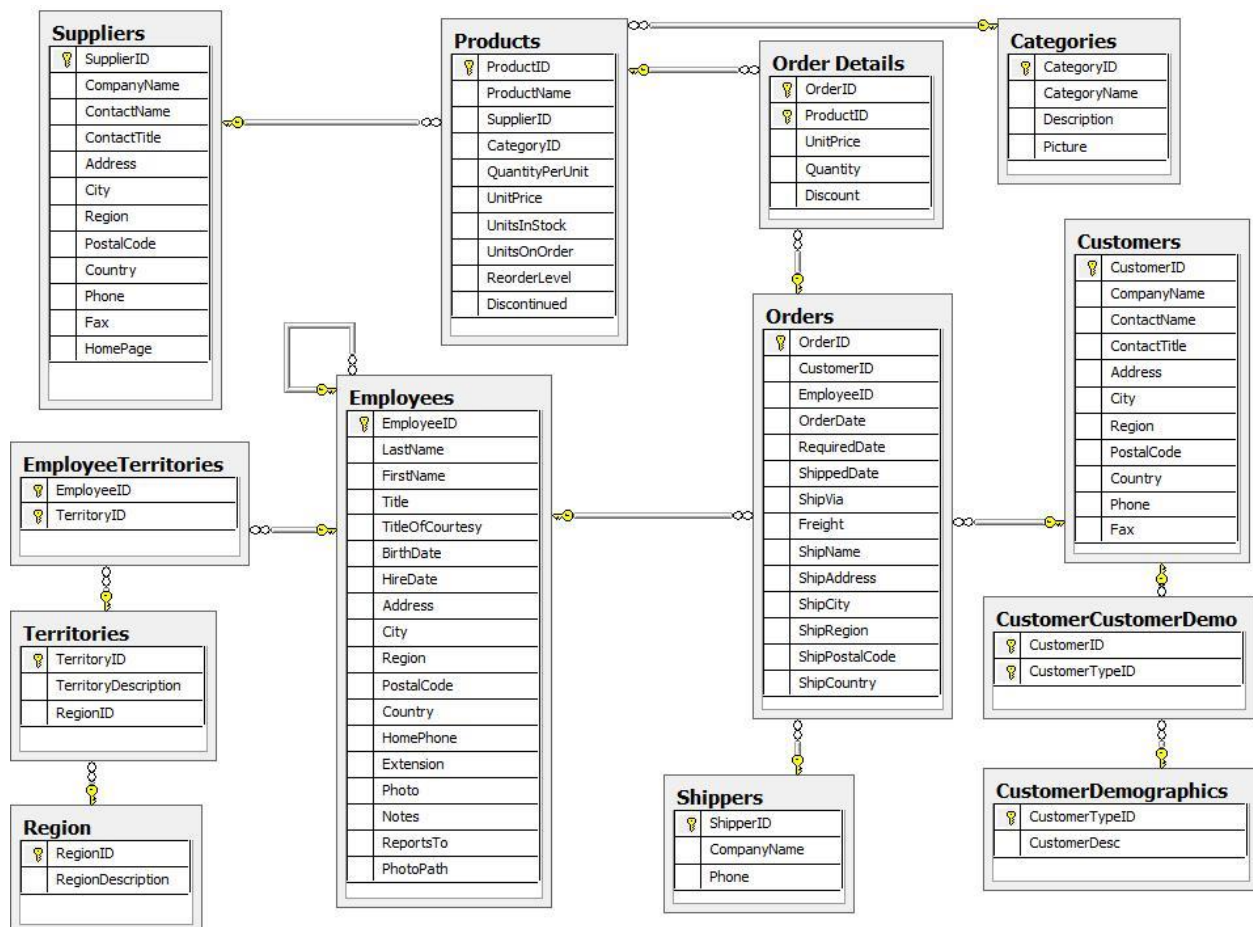 Suppliers
SupplierID
CompanyName
ContactName
ContactTitle
Address
City
Region
PostalCode
Country
Phone
Fax
HomePage
Products
ProductID
ProductName
SupplierID
CategoryID
QuantityPerUnit
UnitPrice
UnitsInStock
UnitsOnOrder
ReorderLevel
Discontinued
Order Details
OrderID
ProductID
UnitPrice
Quantity
Discount
Categories
CategoryID
CategoryName
Description
Picture
Customers
CustomerID
CompanyName
ContactName
ContactTitle
Address
City
Region
PostalCode
Country
Phone
Fax
Orders
OrderID
CustomerID
EmployeeID
OrderDate
RequiredDate
ShippedDate
ShipVia
Freight
ShipName
ShipAddress
ShipCity
ShipRegion
ShipPostalCode
ShipCountry
Employees
EmployeeID
LastName
FirstName
Title
TitleOfCourtesy
BirthDate
HireDate
Address
City
Region
PostalCode
Country
HomePhone
Extension
Photo
Notes
ReportsTo
PhotoPath
EmployeeTerritories
EmployeeID
TerritoryID
Territories
TerritoryID
TerritoryDescription
RegionID
Region
RegionID
RegionDescription
Shippers
ShipperID
CompanyName
Phone
CustomerCustomerDemo
CustomerID
CustomerTypeID
CustomerDemographics
CustomerTypeID
CustomerDesc